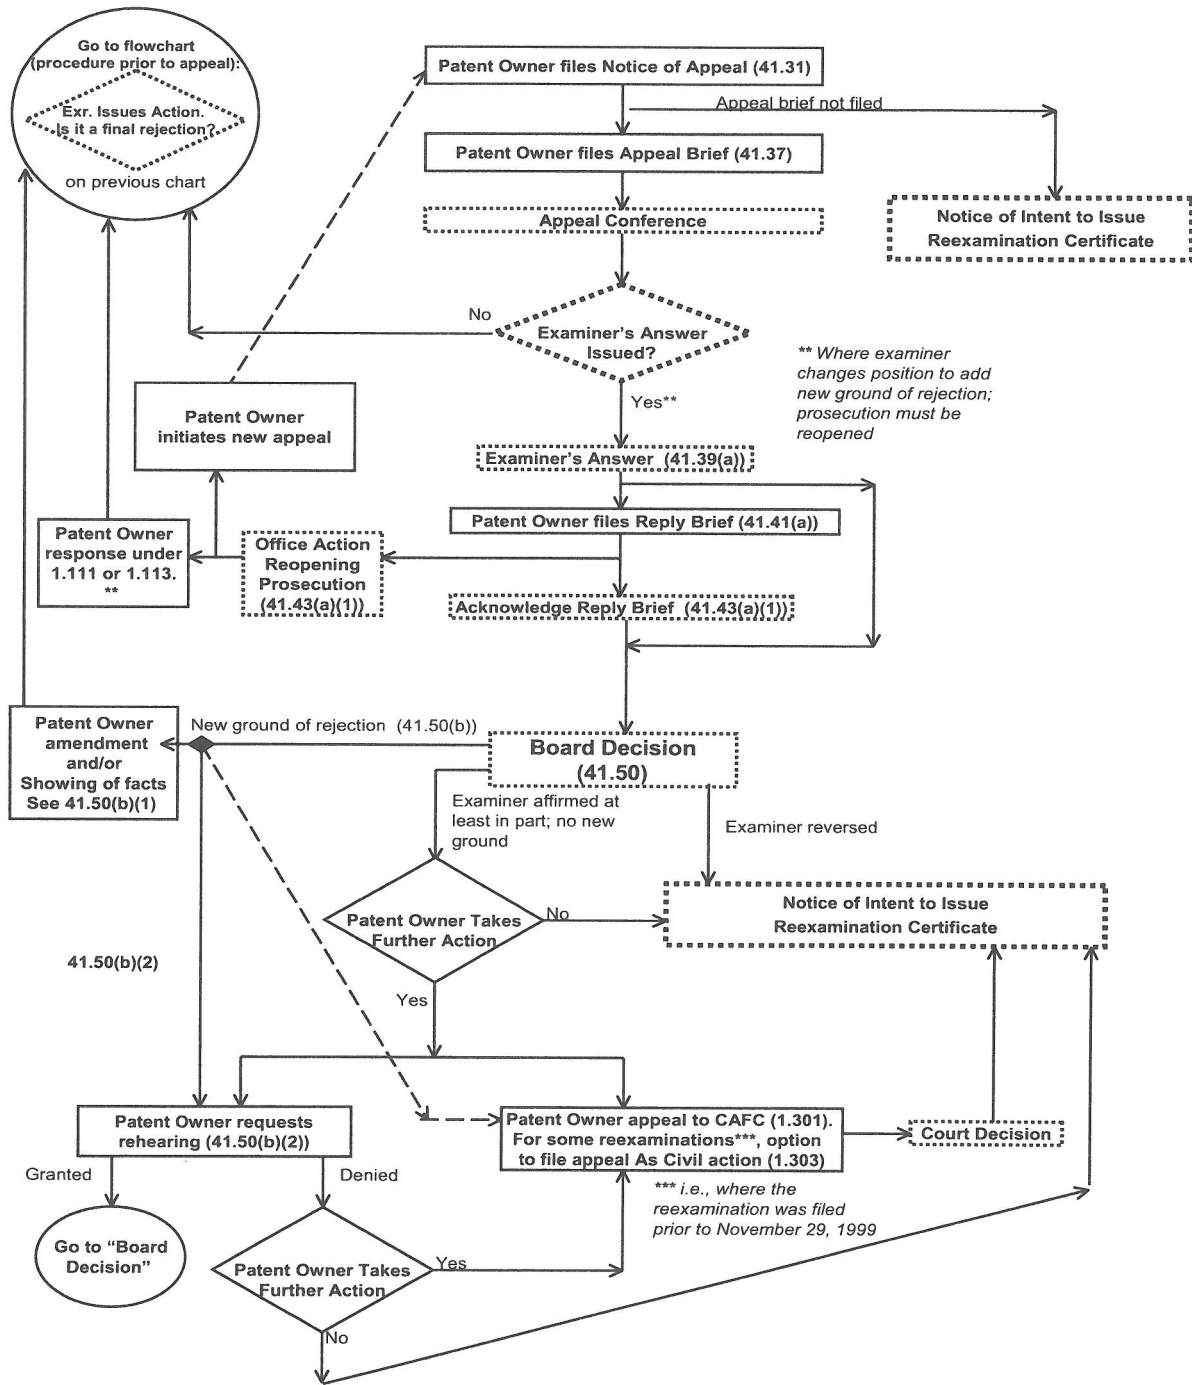 Go to flowchart
(procedure prior to appeal):
Exr. Issues Action.
Is it a final rejection?
on previous chart
Patent Owner files Notice of Appeal (41.31)
Appeal brief not filed
Patent Owner files Appeal Brief (41.37)
Appeal Conference
Notice of Intent to Issue
Reexamination Certificate
No
Examiner's Answer
Issued?
** Where examiner
changes position to add
new ground of rejection;
prosecution must be
reopened
Yes**
Patent Owner
initiates new appeal
Examiner's Answer (41.39(a))
Patent Owner files Reply Brief (41.41(a))
Patent Owner
response under
1.111 or 1.113.
**
Office Action
Reopening
Prosecution
(41.43(a)(1))
Acknowledge Reply Brief (41.43(a)(1))
Patent Owner
amendment
and/or
Showing of facts
See 41.50(b)(1)
New ground of rejection (41.50(b))
Board Decision
(41.50)
Examiner affirmed at
least in part; no new
ground
Examiner reversed
Patent Owner Takes
Further Action
No
Notice of Intent to Issue
Reexamination Certificate
41.50(b)(2)
Yes
Patent Owner requests
rehearing (41.50(b)(2))
Patent Owner appeal to CAFC (1.301).
For some reexaminations***, option
to file appeal As Civil action (1.303)
Court Decision
Granted
Denied
*** i.e., where the
reexamination was filed
prior to November 29, 1999
Go to “Board
Decision”
Patent Owner Takes
Further Action
Yes
No